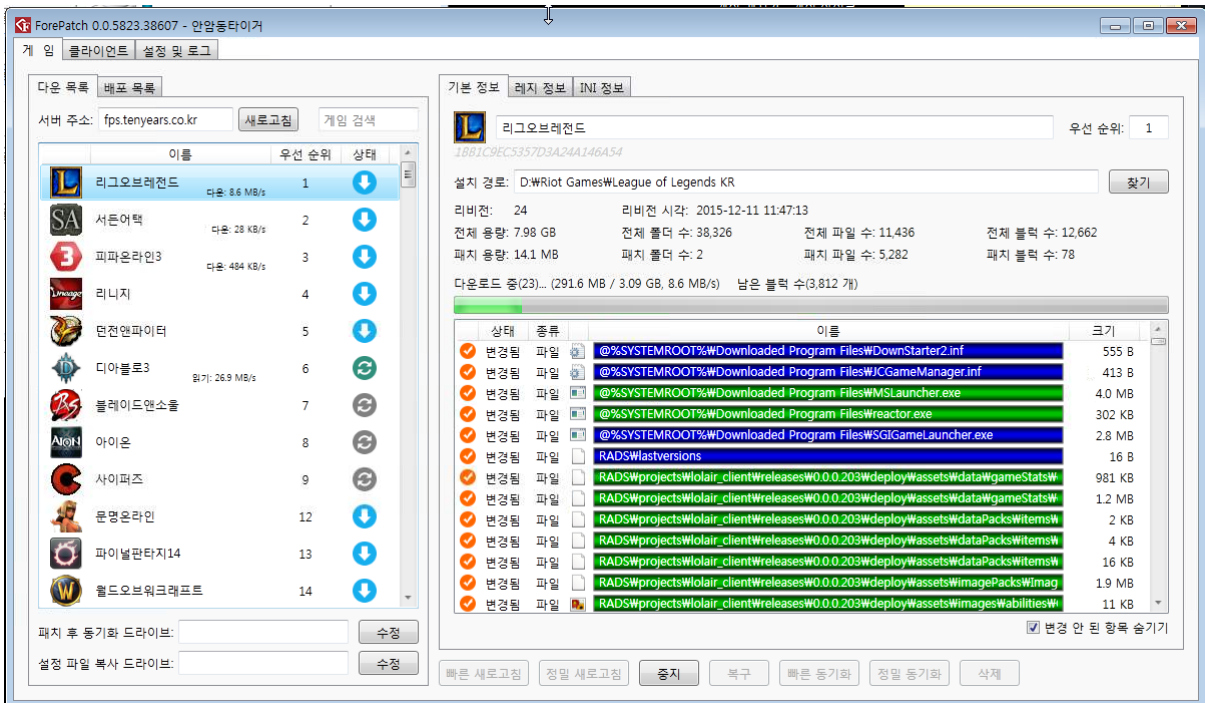 ForePatch 0.0.5823.38607 - 안암동타이거
게 임 클라이언트 설정 및 로그
다운 목록 배포 목록
서버 주소: fps.tenyears.co.kr 새로고침 게임 검색
이름 우선 순위 상태
리그오브레전드 다운: 8.6 MB/s 1
서든어택 다운: 28 KB/s 2
피파온라인3 다운: 484 KB/s 3
리니지 4
던전앤파이터 5
디아블로3 읽기: 26.9 MB/s 6
블레이드앤소울 7
아이온 8
사이퍼즈 9
문명온라인 12
파이널판타지14 13
월드오브워크래프트 14
패치 후 동기화 드라이브: 수정
설정 파일 복사 드라이브: 수정
기본 정보 레지 정보 INI 정보
리그오브레전드 우선 순위: 1
1BB1C9EC5357D3A24A146A54
설치 경로: D:₩Riot Games₩League of Legends KR 찾기
리비전: 24 리비전 시각: 2015-12-11 11:47:13
전체 용량: 7.98 GB 전체 폴더 수: 38,326 전체 파일 수: 11,436 전체 블럭 수: 12,662
패치 용량: 14.1 MB 패치 폴더 수: 2 패치 파일 수: 5,282 패치 블럭 수: 78
다운로드 중(23)... (291.6 MB / 3.09 GB, 8.6 MB/s) 남은 블럭 수(3,812 개)
상태 종류 이름 크기
변경됨 파일 @%SYSTEMROOT%₩Downloaded Program Files₩DownStarter2.inf 555 B
변경됨 파일 @%SYSTEMROOT%₩Downloaded Program Files₩JCGameManager.inf 413 B
변경됨 파일 @%SYSTEMROOT%₩Downloaded Program Files₩MSLauncher.exe 4.0 MB
변경됨 파일 @%SYSTEMROOT%₩Downloaded Program Files₩reactor.exe 302 KB
변경됨 파일 @%SYSTEMROOT%₩Downloaded Program Files₩SGIGameLauncher.exe 2.8 MB
변경됨 파일 RADS₩lastversions 16 B
변경됨 파일 RADS₩projects₩lolair_client₩releases₩0.0.0.203₩deploy₩assets₩data₩gameStats₩ 981 KB
변경됨 파일 RADS₩projects₩lolair_client₩releases₩0.0.0.203₩deploy₩assets₩data₩gameStats₩ 1.2 MB
변경됨 파일 RADS₩projects₩lolair_client₩releases₩0.0.0.203₩deploy₩assets₩dataPacks₩items₩ 2 KB
변경됨 파일 RADS₩projects₩lolair_client₩releases₩0.0.0.203₩deploy₩assets₩dataPacks₩items₩ 4 KB
변경됨 파일 RADS₩projects₩lolair_client₩releases₩0.0.0.203₩deploy₩assets₩dataPacks₩items₩ 16 KB
변경됨 파일 RADS₩projects₩lolair_client₩releases₩0.0.0.203₩deploy₩assets₩imagePacks₩Imag 1.9 MB
변경됨 파일 RADS₩projects₩lolair_client₩releases₩0.0.0.203₩deploy₩assets₩images₩abilities₩ 11 KB
변경 안 된 항목 숨기기
빠른 새로고침 정밀 새로고침 중지 복구 빠른 동기화 정밀 동기화 삭제